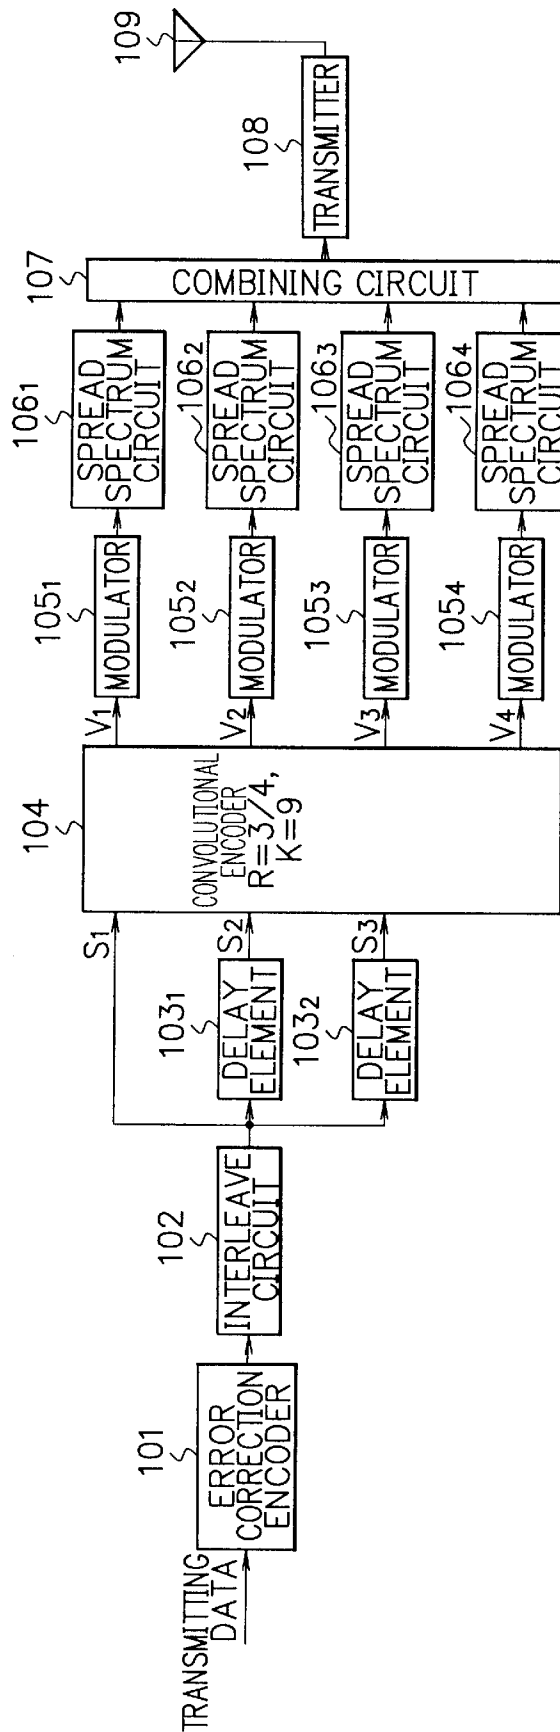 TRANSMITTING
DATA
101
ERROR
CORRECTION
ENCODER
102
INTERLEAVE
CIRCUIT
103₁
DELAY
ELEMENT
103₂
DELAY
ELEMENT
S₁
S₂
S₃
104
CONVOLUTIONAL
ENCODER
R=3/4,
K=9
V₁
V₂
V₃
V₄
105₁
MODULATOR
105₂
MODULATOR
105₃
MODULATOR
105₄
MODULATOR
106₁
SPREAD
SPECTRUM
CIRCUIT
106₂
SPREAD
SPECTRUM
CIRCUIT
106₃
SPREAD
SPECTRUM
CIRCUIT
106₄
SPREAD
SPECTRUM
CIRCUIT
107
COMBINING CIRCUIT
108
TRANSMITTER
109